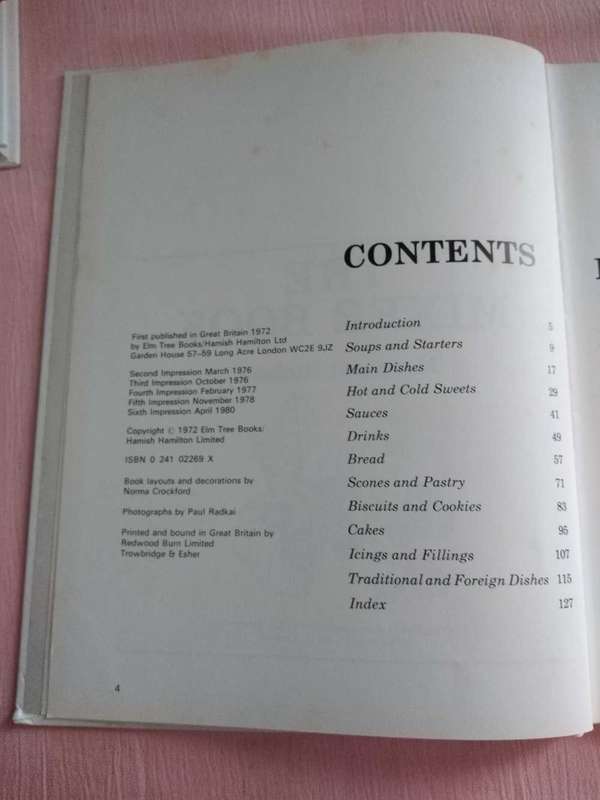 CONTENTS
First published in Great Britain 1972
by Elm Tree Books/Hamish Hamilton Ltd
Garden House 57-59 Long Acre London WC2E 9JZ
Second Impression March 1976
Third Impression October 1976
Fourth Impression February 1977
Fifth Impression November 1978
Sixth Impression April 1980
Copyright © 1972 Elm Tree Books/
Hamish Hamilton Limited
ISBN 0 241 02269 X
Book layouts and decorations by
Norma Crockford
Photographs by Paul Radkai
Printed and bound in Great Britain by
Redwood Burn Limited
Trowbridge & Esher
Introduction 5
Soups and Starters 9
Main Dishes 17
Hot and Cold Sweets 29
Sauces 41
Drinks 49
Bread 57
Scones and Pastry 71
Biscuits and Cookies 83
Cakes 95
Icings and Fillings 107
Traditional and Foreign Dishes 115
Index 127
4